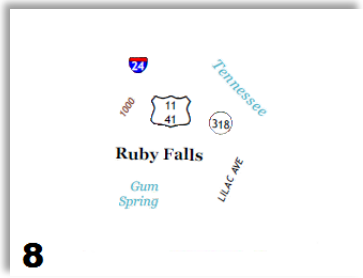 24
Tennessee
1000
11
41
318
Ruby Falls
Gum
Spring
LILAC AVE
8